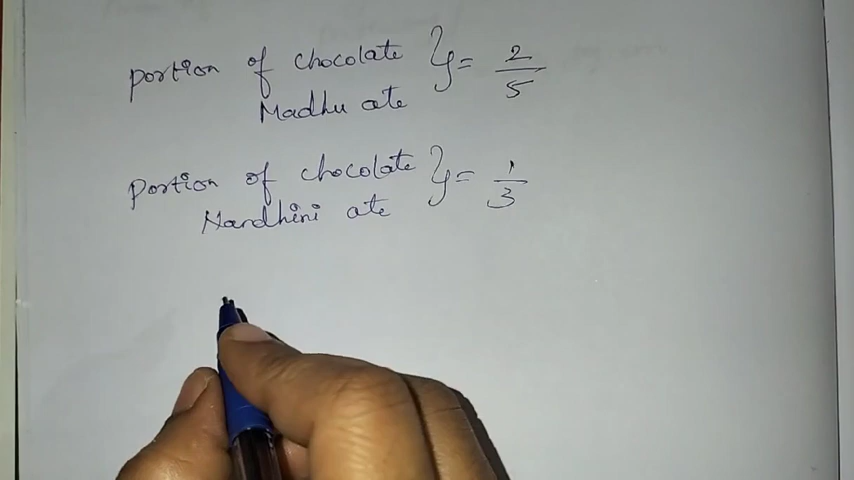 portion of chocolate } = 2/5
Madhu ate
portion of chocolate } = 1/3
Nandhini ate